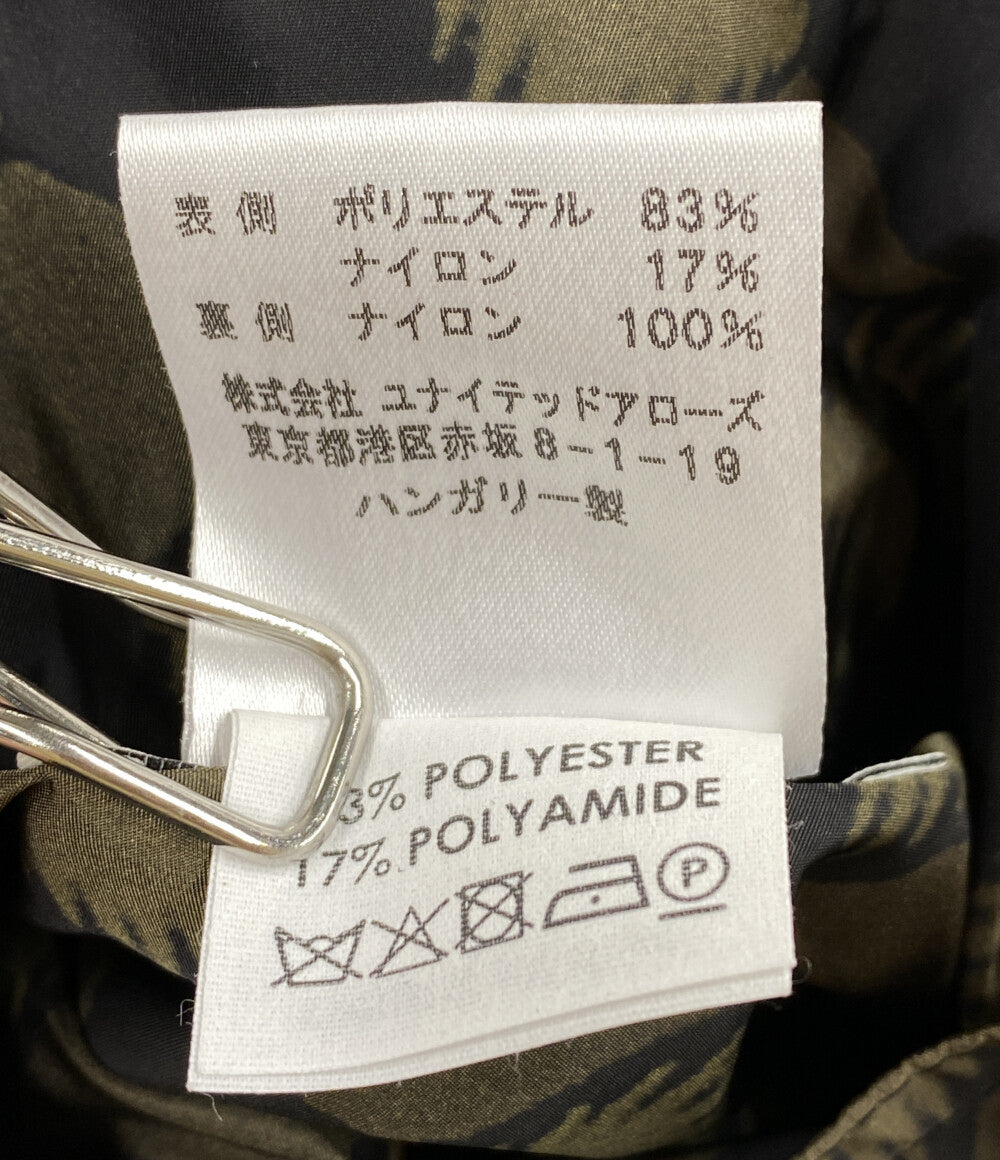 表側 ポリエステル 83%
ナイロン 17%
裏側 ナイロン 100%
株式会社 ユナイテッドアローズ
東京都港区赤坂8-1-19
ハンガリー製
3% POLYESTER
17% POLYAMIDE
P